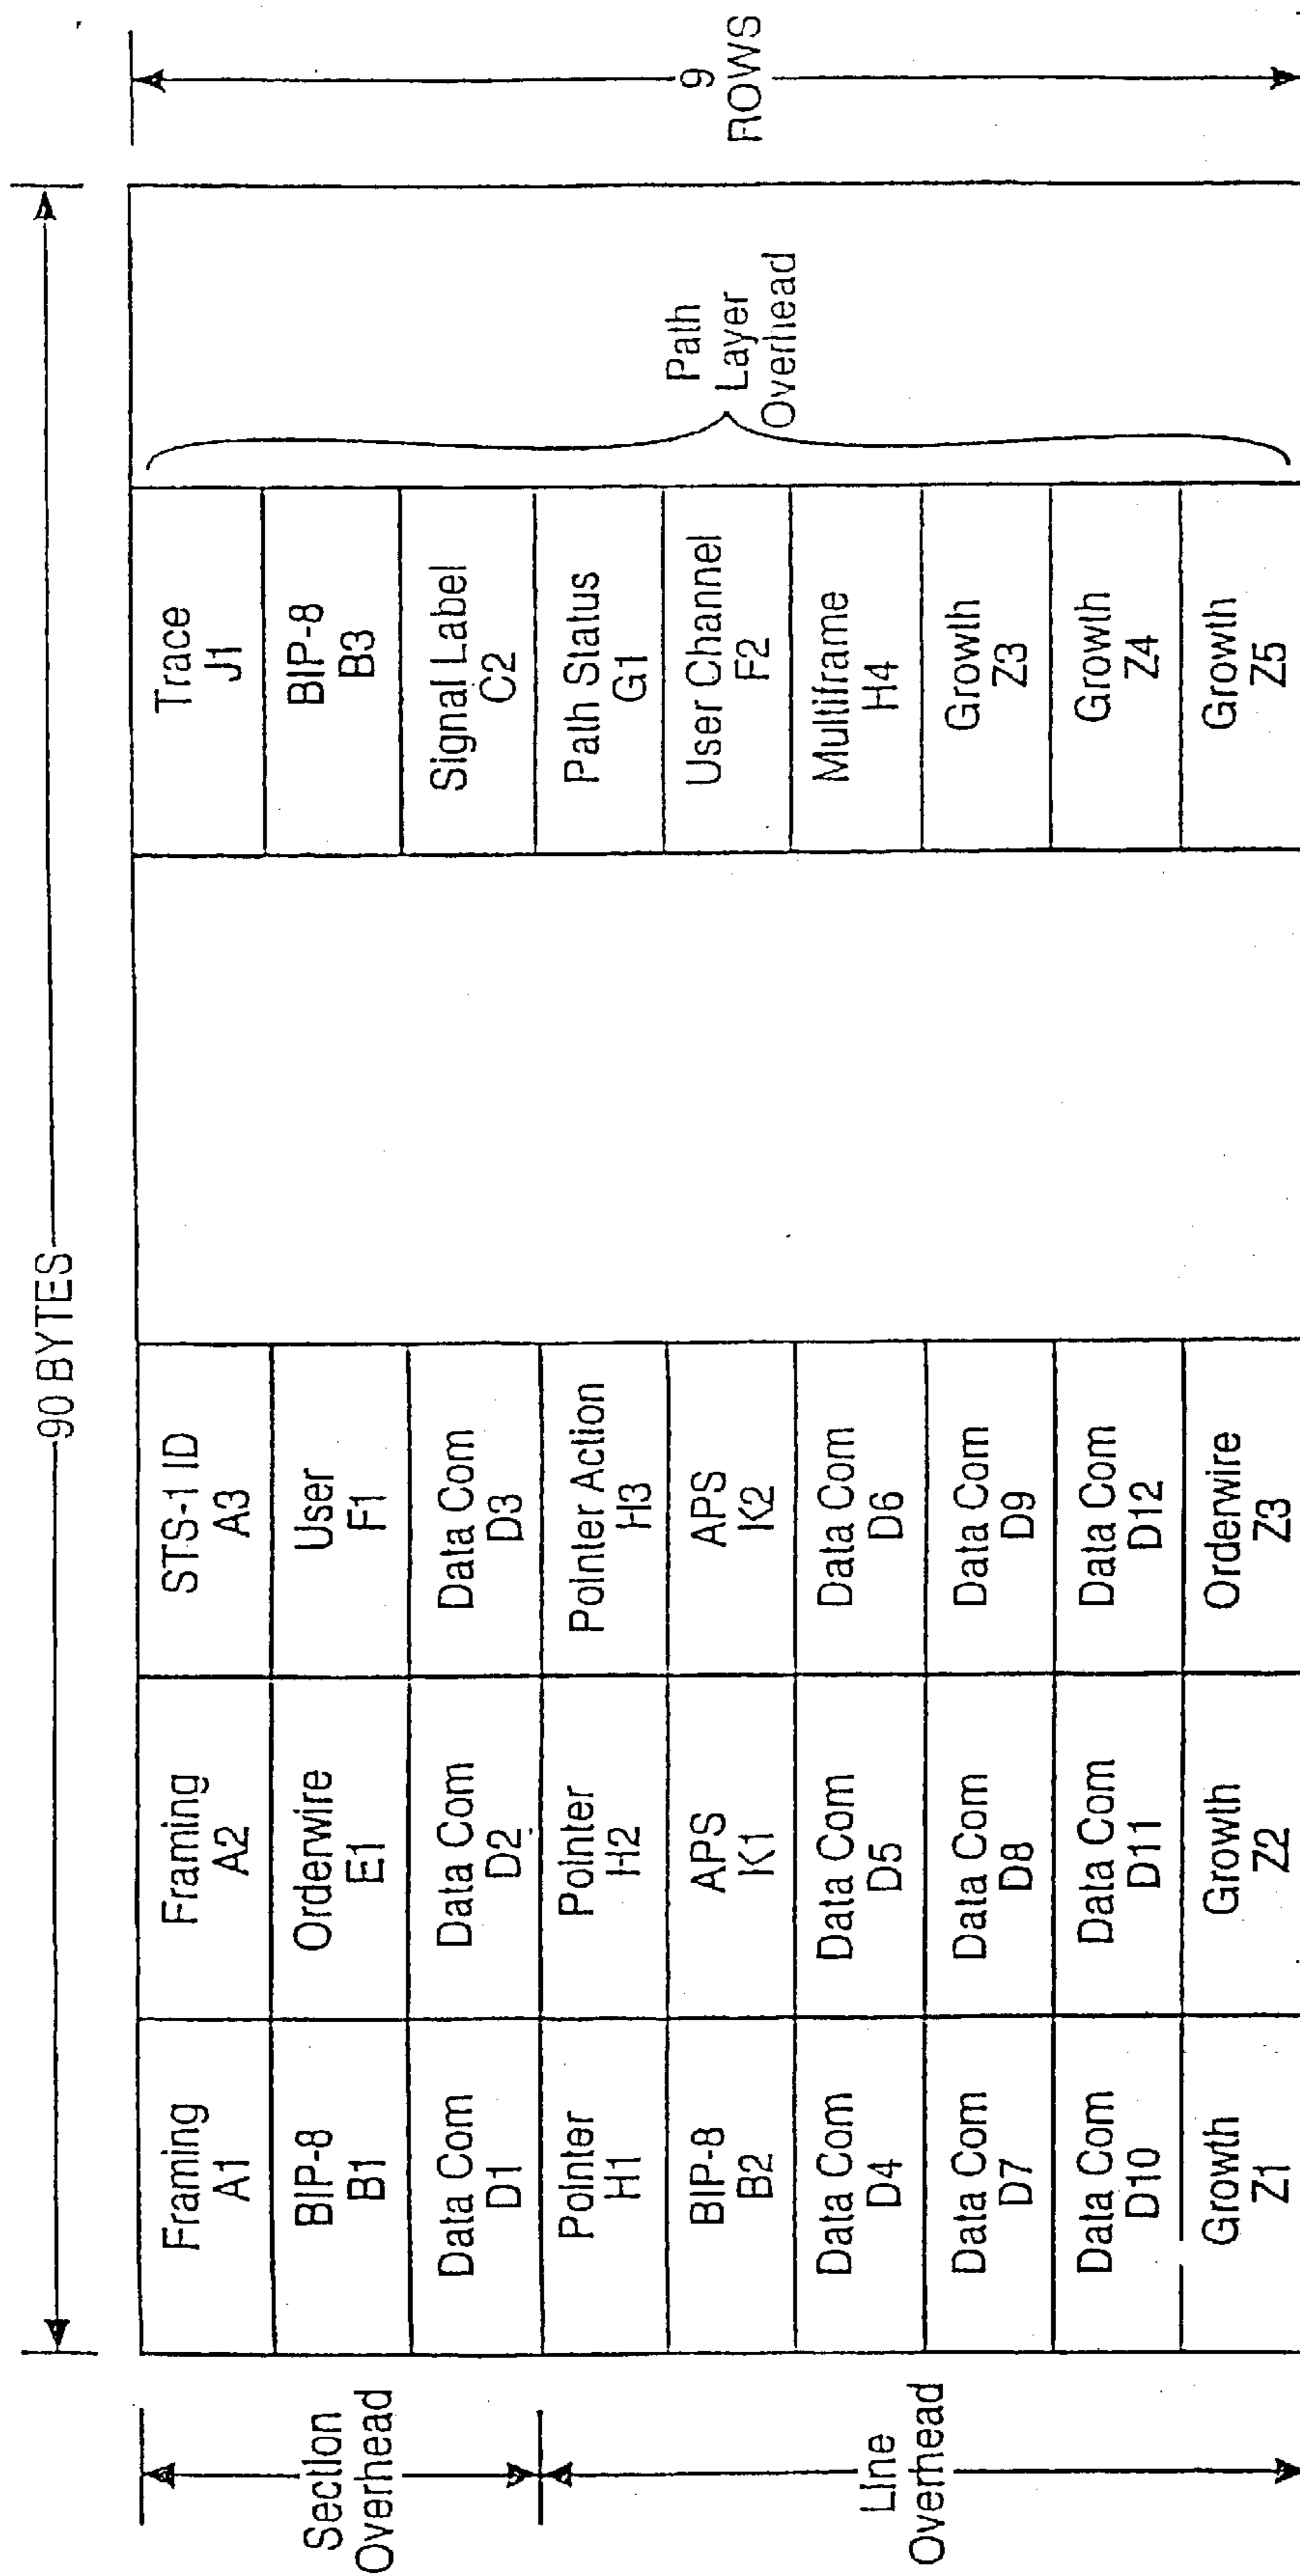 90 BYTES
9
ROWS
Section
Overhead
Line
Overhead
Framing
A1
Framing
A2
STS-1 ID
A3
Trace
J1
BIP-8
B1
Orderwire
E1
User
F1
BIP-8
B3
Data Com
D1
Data Com
D2
Data Com
D3
Signal Label
C2
Pointer
H1
Pointer
H2
Pointer Action
H3
Path Status
G1
BIP-8
B2
APS
K1
APS
K2
User Channel
F2
Data Com
D4
Data Com
D5
Data Com
D6
Multiframe
H4
Data Com
D7
Data Com
D8
Data Com
D9
Growth
Z3
Data Com
D10
Data Com
D11
Data Com
D12
Growth
Z4
Growth
Z1
Growth
Z2
Orderwire
Z3
Growth
Z5
Path
Layer
Overhead